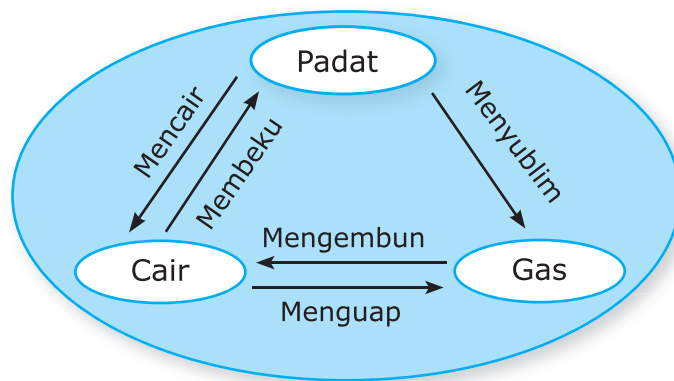 Padat
Mencair
Membeku
Menyublim
Mengembun
Cair
Gas
Menguap